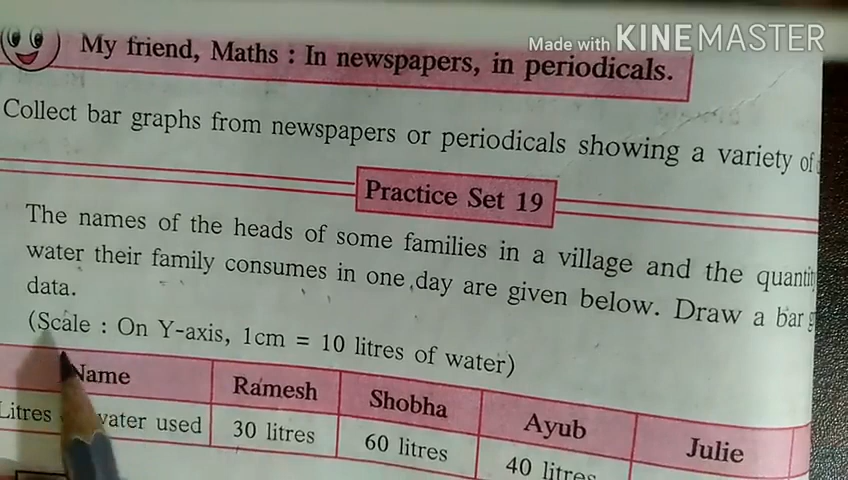 Made with KINEMASTER
My friend, Maths : In newspapers, in periodicals.
Collect bar graphs from newspapers or periodicals showing a variety of
Practice Set 19
The names of the heads of some families in a village and the
water their family consumes in one day are given below. Draw a bar
data.
(Scale : On Y-axis, 1cm = 10 litres of water)
Name Ramesh Shobha Ayub Julie
Litres water used 30 litres 60 litres 40 litres